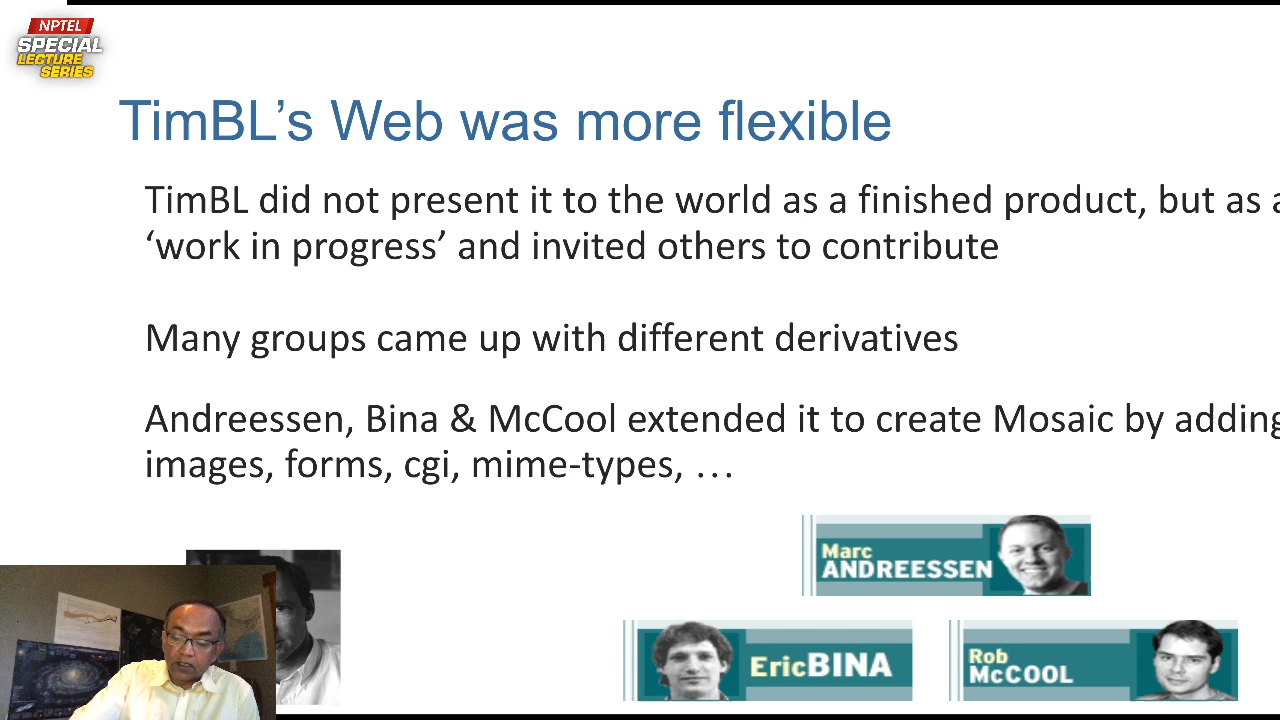 NPTEL
SPECIAL
LECTURE
SERIES
TimBL’s Web was more flexible
TimBL did not present it to the world as a finished product, but as a
‘work in progress’ and invited others to contribute
Many groups came up with different derivatives
Andreessen, Bina & McCool extended it to create Mosaic by adding
images, forms, cgi, mime-types, …
Marc
ANDREESSEN
Eric BINA
Rob
McCOOL